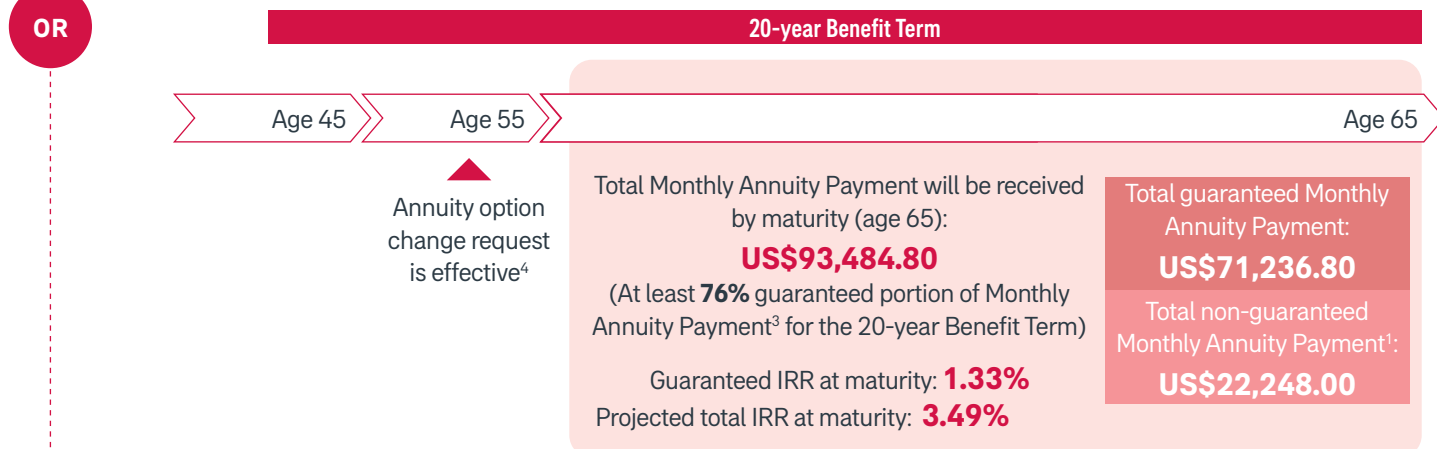 OR
20-year Benefit Term
Age 45
Age 55
Age 65
Annuity option
change request
is effective4
Total Monthly Annuity Payment will be received
by maturity (age 65):
US$93,484.80
(At least 76% guaranteed portion of Monthly
Annuity Payment3 for the 20-year Benefit Term)
Guaranteed IRR at maturity: 1.33%
Projected total IRR at maturity: 3.49%
Total guaranteed Monthly
Annuity Payment:
US$71,236.80
Total non-guaranteed
Monthly Annuity Payment1:
US$22,248.00